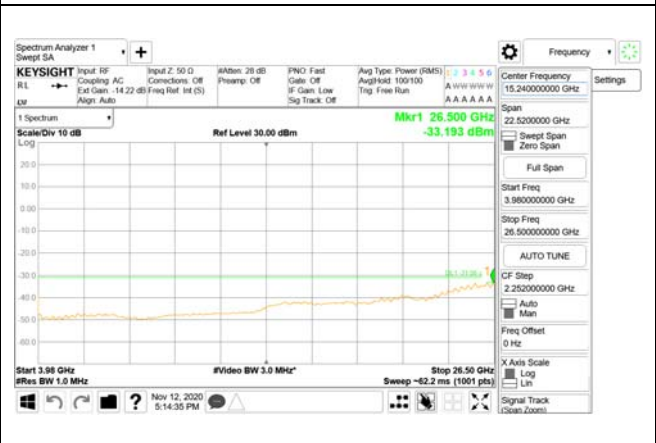 Spectrum Analyzer 1
Swept SA
+
Frequency
KEYSIGHT
RL
Input: RF
Coupling: AC
Ext Gain: -14.22 dB
Align: Auto
Input Z: 50 Ω
Corrections: Off
Freq Ref: Int (S)
#Atten: 28 dB
Preamp: Off
PNO: Fast
Gate: Off
IF Gain: Low
Sig Track: Off
Avg Type: Power (RMS)
Avg|Hold: 100/100
Trig: Free Run
1 2 3 4 5 6
A W W W W W
A A A A A A
1 Spectrum
Scale/Div 10 dB
Log
Ref Level 30.00 dBm
Mkr1 26.500 GHz
-33.193 dBm
20.0
10.0
0.00
-10.0
-20.0
-30.0
-40.0
-50.0
-60.0
1
Start 3.98 GHz
#Res BW 1.0 MHz
#Video BW 3.0 MHz*
Stop 26.50 GHz
Sweep ~62.2 ms (1001 pts)
Center Frequency
15.240000000 GHz
Settings
Span
22.5200000 GHz
Swept Span
Zero Span
Full Span
Start Freq
3.980000000 GHz
Stop Freq
26.500000000 GHz
AUTO TUNE
CF Step
2.252000000 GHz
Auto
Man
Freq Offset
0 Hz
X Axis Scale
Log
Lin
Signal Track
(Span Zoom)
?
Nov 12, 2020
5:14:35 PM